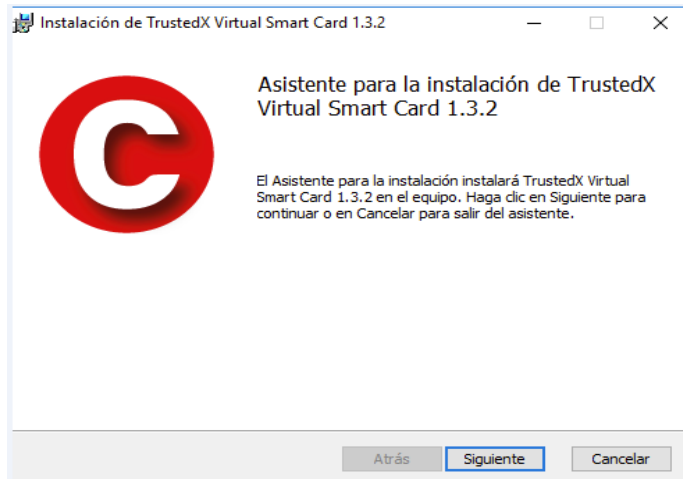 Instalación de TrustedX Virtual Smart Card 1.3.2
C
Asistente para la instalación de TrustedX
Virtual Smart Card 1.3.2
El Asistente para la instalación instalará TrustedX Virtual
Smart Card 1.3.2 en el equipo. Haga clic en Siguiente para
continuar o en Cancelar para salir del asistente.
Atrás Siguiente Cancelar